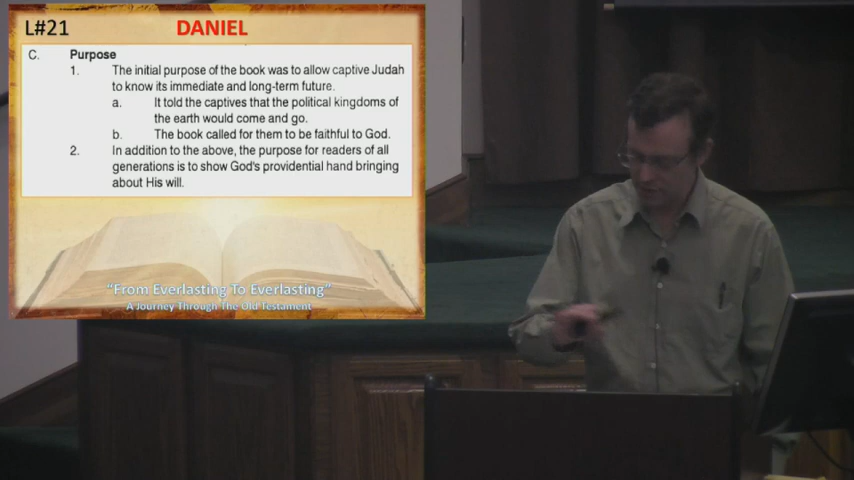 L#21 DANIEL
C. Purpose
1. The initial purpose of the book was to allow captive Judah
to know its immediate and long-term future.
a. It told the captives that the political kingdoms of
the earth would come and go.
b. The book called for them to be faithful to God.
2. In addition to the above, the purpose for readers of all
generations is to show God's providential hand bringing
about His will.
"From Everlasting To Everlasting"
A Journey Through The Old Testament